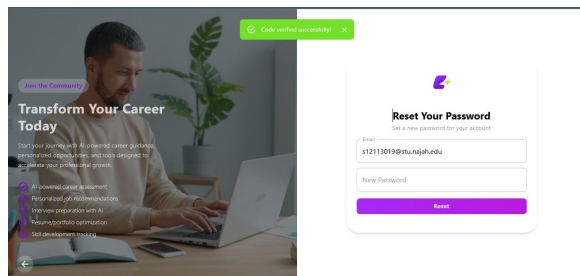 Code verified successfully!
Join the Community
Transform Your Career
Today
Start your journey with AI-powered career guidance,
personalized opportunities, and tools designed to
accelerate your professional growth.
AI-powered career assessment
Personalized job recommendations
Interview preparation with AI
Resume/portfolio optimization
Skill development tracking
Reset Your Password
Set a new password for your account
Email
s12113019@stu.najah.edu
New Password
Reset